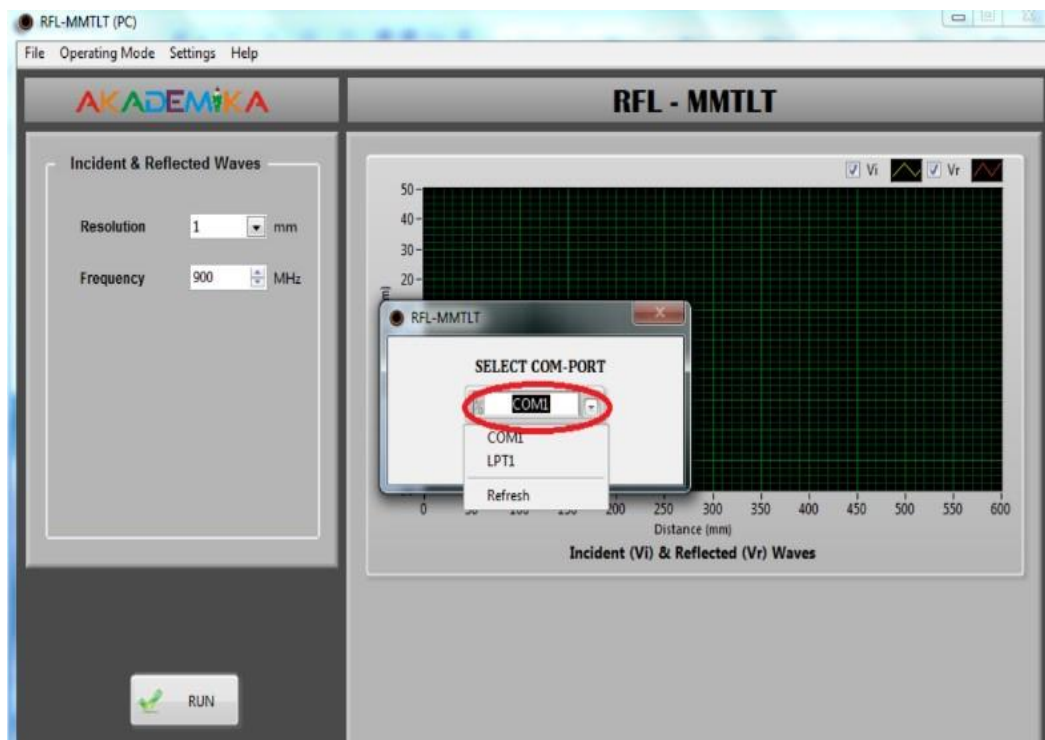 RFL-MMTLT (PC)
File Operating Mode Settings Help
AKADEMIKA
RFL - MMTLT
Incident & Reflected Waves
Resolution 1 mm
Frequency 900 MHz
Vi Vr
50
40
30
20
RFL-MMTLT
SELECT COM-PORT
COM1
COM1
LPT1
Refresh
0 200 250 300 350 400 450 500 550 600
Distance (mm)
Incident (Vi) & Reflected (Vr) Waves
RUN